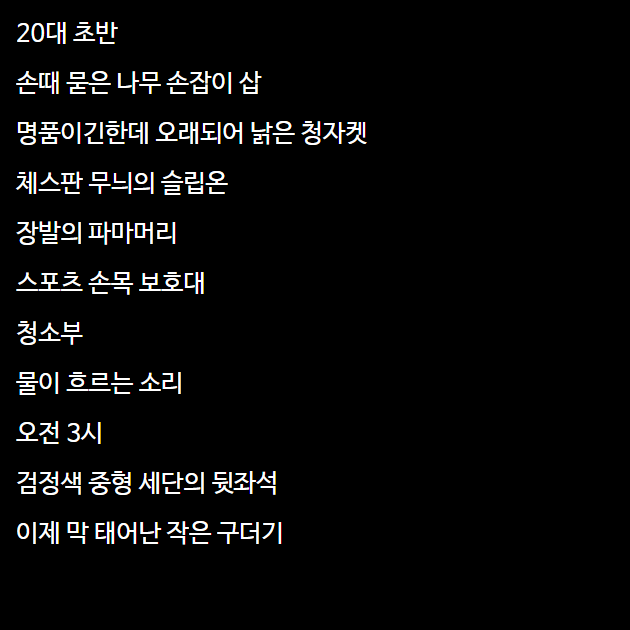 20대 초반
손때 묻은 나무 손잡이 삽
명품이긴한데 오래되어 낡은 청자켓
체스판 무늬의 슬립온
장발의 파마머리
스포츠 손목 보호대
청소부
물이 흐르는 소리
오전 3시
검정색 중형 세단의 뒷좌석
이제 막 태어난 작은 구더기